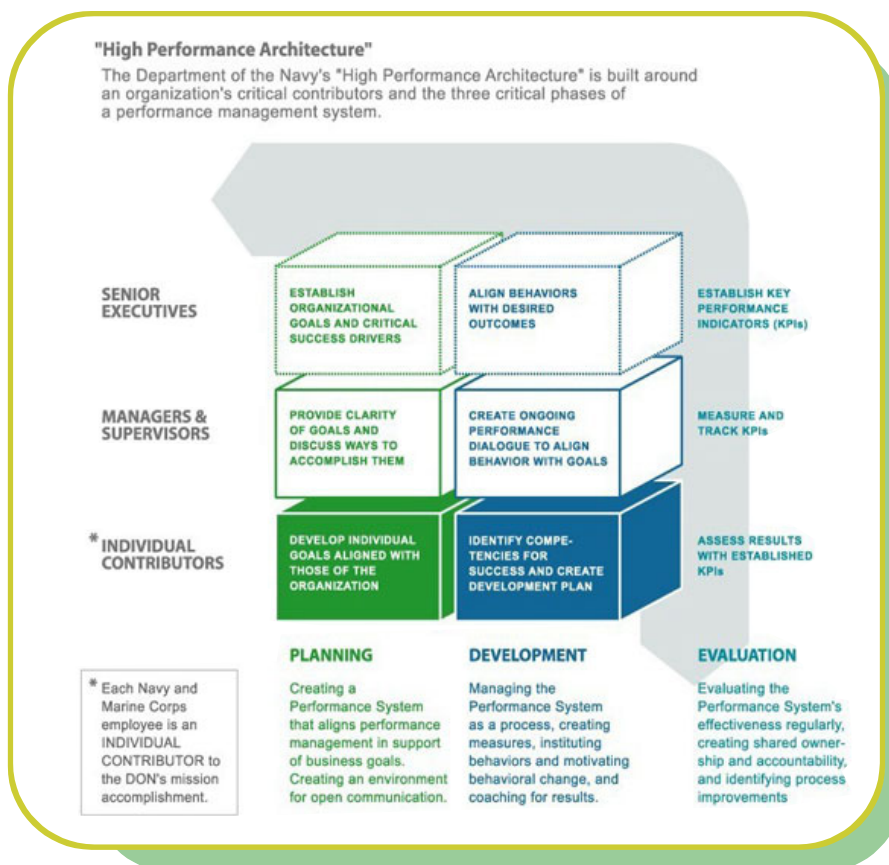 "High Performance Architecture"
The Department of the Navy's "High Performance Architecture" is built around
an organization's critical contributors and the three critical phases of
a performance management system.
SENIOR
EXECUTIVES
ESTABLISH
ORGANIZATIONAL
GOALS AND CRITICAL
SUCCESS DRIVERS
ALIGN BEHAVIORS
WITH DESIRED
OUTCOMES
ESTABLISH KEY
PERFORMANCE
INDICATORS (KPIs)
MANAGERS &
SUPERVISORS
PROVIDE CLARITY
OF GOALS AND
DISCUSS WAYS TO
ACCOMPLISH THEM
CREATE ONGOING
PERFORMANCE
DIALOGUE TO ALIGN
BEHAVIOR WITH GOALS
MEASURE AND
TRACK KPIs
* INDIVIDUAL
CONTRIBUTORS
DEVELOP INDIVIDUAL
GOALS ALIGNED WITH
THOSE OF THE
ORGANIZATION
IDENTIFY COMPE-
TENCIES FOR
SUCCESS AND CREATE
DEVELOPMENT PLAN
ASSESS RESULTS
WITH ESTABLISHED
KPIs
* Each Navy and
Marine Corps
employee is an
INDIVIDUAL
CONTRIBUTOR to
the DON's mission
accomplishment.
PLANNING
Creating a
Performance System
that aligns performance
management in support
of business goals.
Creating an environment
for open communication.
DEVELOPMENT
Managing the
Performance System
as a process, creating
measures, instituting
behaviors and motivating
behavioral change, and
coaching for results.
EVALUATION
Evaluating the
Performance System's
effectiveness regularly,
creating shared owner-
ship and accountability,
and identifying process
improvements